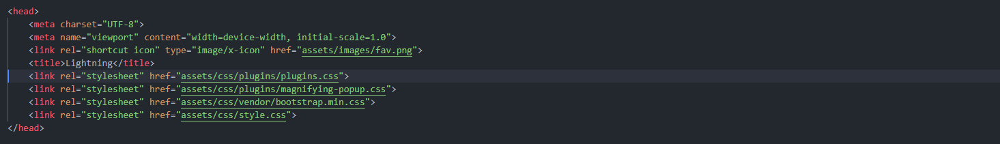 <head>
    <meta charset="UTF-8">
    <meta name="viewport" content="width=device-width, initial-scale=1.0">
    <link rel="shortcut icon" type="image/x-icon" href="assets/images/fav.png">
    <title>Lightning</title>
    <link rel="stylesheet" href="assets/css/plugins/plugins.css">
    <link rel="stylesheet" href="assets/css/plugins/magnifying-popup.css">
    <link rel="stylesheet" href="assets/css/vendor/bootstrap.min.css">
    <link rel="stylesheet" href="assets/css/style.css">
</head>